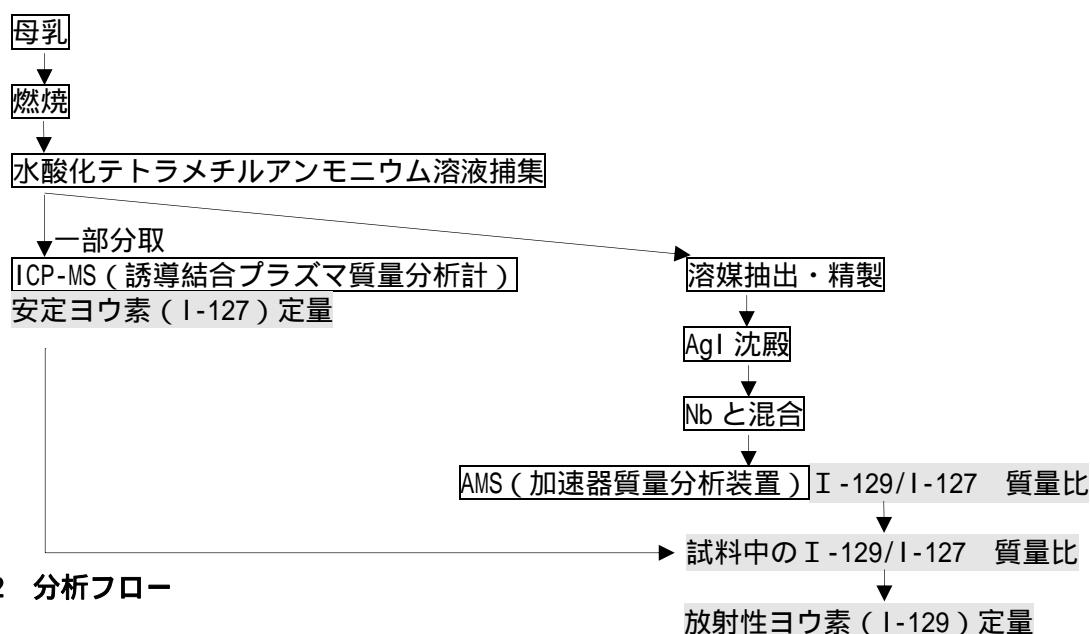 母乳
燃焼
水酸化テトラメチルアンモニウム溶液捕集
一部分取
ICP-MS(誘導結合プラズマ質量分析計)
安定ヨウ素(I-127)定量
溶媒抽出・精製
AgI 沈殿
Nb と混合
AMS(加速器質量分析装置) I-129/I-127 質量比
試料中の I-129/I-127 質量比
2 分析フロー
放射性ヨウ素(I-129)定量